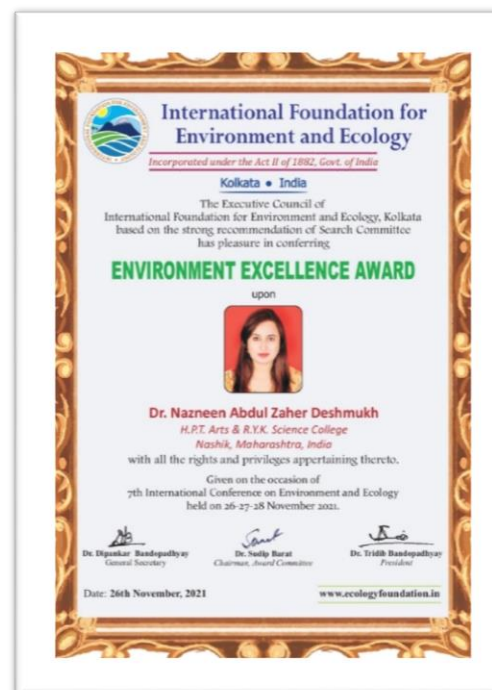 International Foundation for
Environment and Ecology
Incorporated under the Act II of 1882, Govt. of India
Kolkata • India
The Executive Council of
International Foundation for Environment and Ecology, Kolkata
based on the strong recommendation of Search Committee
has pleasure in conferring
ENVIRONMENT EXCELLENCE AWARD
upon
Dr. Nazneen Abdul Zaher Deshmukh
H.P.T. Arts & R.Y.K. Science College
Nashik, Maharashtra, India
with all the rights and privileges appertaining thereto.
Given on the occasion of
7th International Conference on Environment and Ecology
held on 26-27-28 November 2021.
Dr. Dipankar Bandopadhyay
General Secretary
Dr. Sudip Barat
Chairman, Award Committee
Dr. Tridib Bandopadhyay
President
Date: 26th November, 2021
www.ecologyfoundation.in